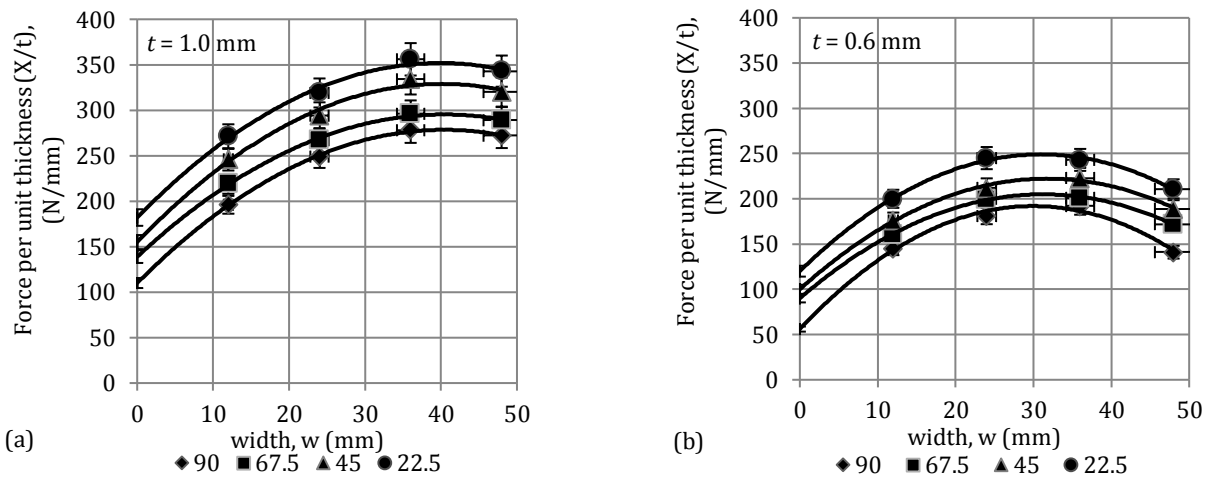 Force per unit thickness (X/t),
(N/mm)
400
350
300
250
200
150
100
50
0
t = 1.0 mm
0 10 20 30 40 50
width, w (mm)
(a)
90 67.5 45 22.5
Force per unit thickness (X/t),
(N/mm)
400
350
300
250
200
150
100
50
0
t = 0.6 mm
0 10 20 30 40 50
width, w (mm)
(b)
90 67.5 45 22.5